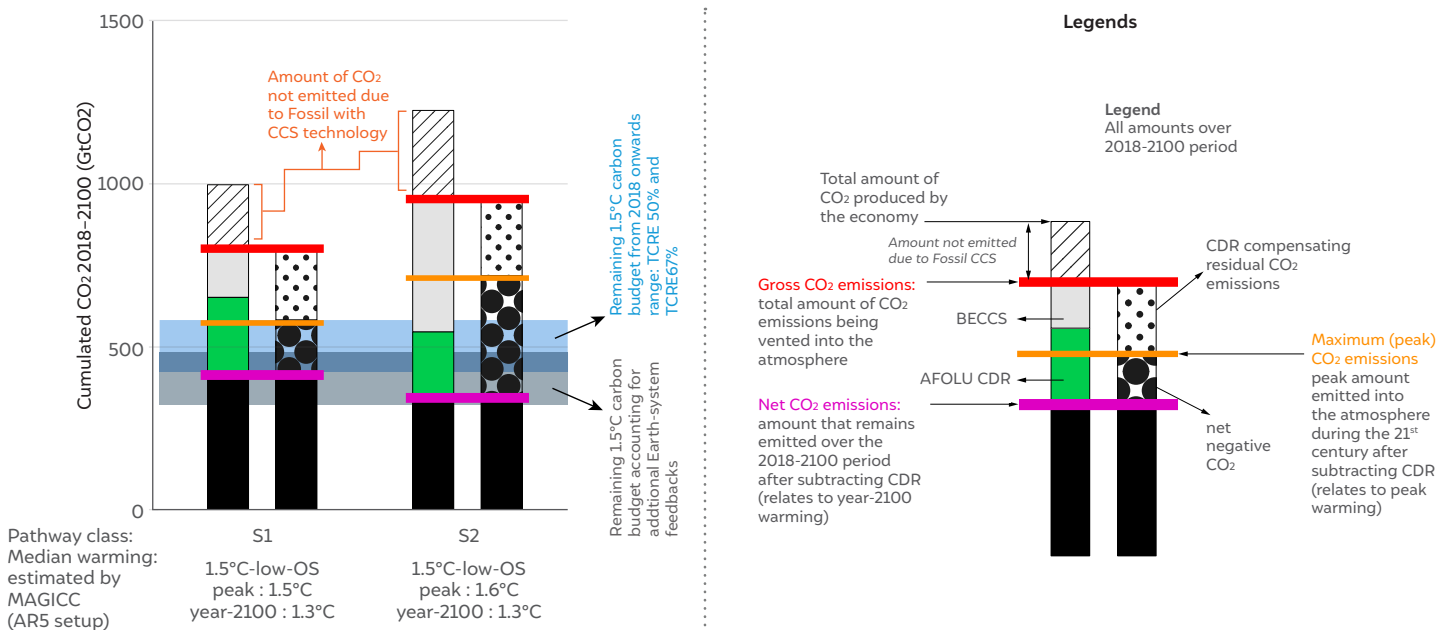 1500
1000
500
0
Cumulated CO2 2018–2100 (GtCO2)
Amount of CO2
not emitted due
to Fossil with
CCS technology
Remaining 1.5°C carbon
budget from 2018 onwards
range: TCRE 50% and
TCRE67%
Remaining 1.5°C carbon
budget accounting for
addtional Earth-system
feedbacks
Pathway class:
Median warming:
estimated by
MAGICC
(AR5 setup)
S1
1.5°C-low-OS
peak : 1.5°C
year-2100 : 1.3°C
S2
1.5°C-low-OS
peak : 1.6°C
year-2100 : 1.3°C
Legends
Legend
All amounts over
2018-2100 period
Total amount of
CO2 produced by
the economy
Amount not emitted
due to Fossil CCS
Gross CO2 emissions:
total amount of CO2
emissions being
vented into the
atmosphere
BECCS
AFOLU CDR
Net CO2 emissions:
amount that remains
emitted over the
2018-2100 period
after subtracting CDR
(relates to year-2100
warming)
CDR compensating
residual CO2
emissions
net
negative
CO2
Maximum (peak)
CO2 emissions
peak amount
emitted into
the atmosphere
during the 21st
century after
subtracting CDR
(relates to peak
warming)